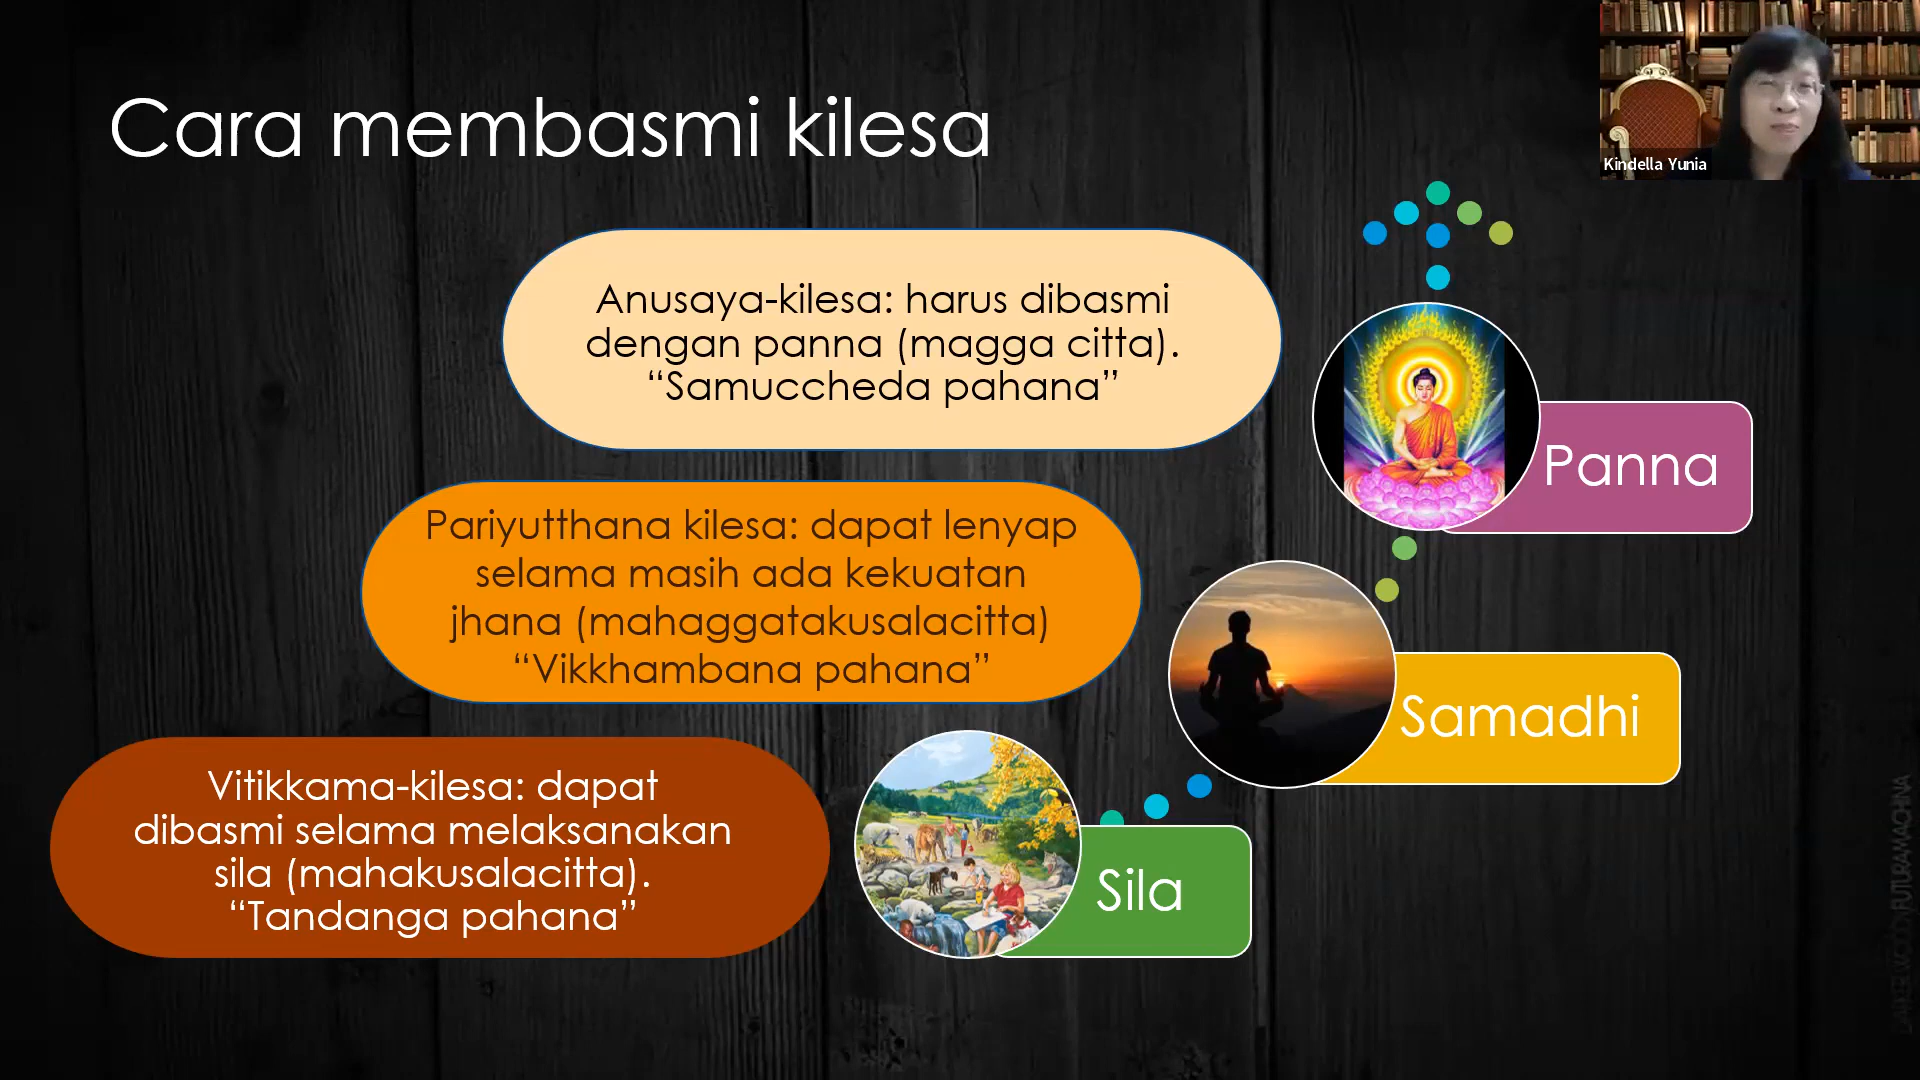 Cara membasmi kilesa
Kindella Yunia
Anusaya-kilesa: harus dibasmi
dengan panna (magga citta).
“Samuccheda pahana”
Panna
Pariyutthana kilesa: dapat lenyap
selama masih ada kekuatan
jhana (mahaggatakusalacitta)
“Vikkhambana pahana”
Samadhi
Vitikkama-kilesa: dapat
dibasmi selama melaksanakan
sila (mahakusalacitta).
“Tandanga pahana”
Sila